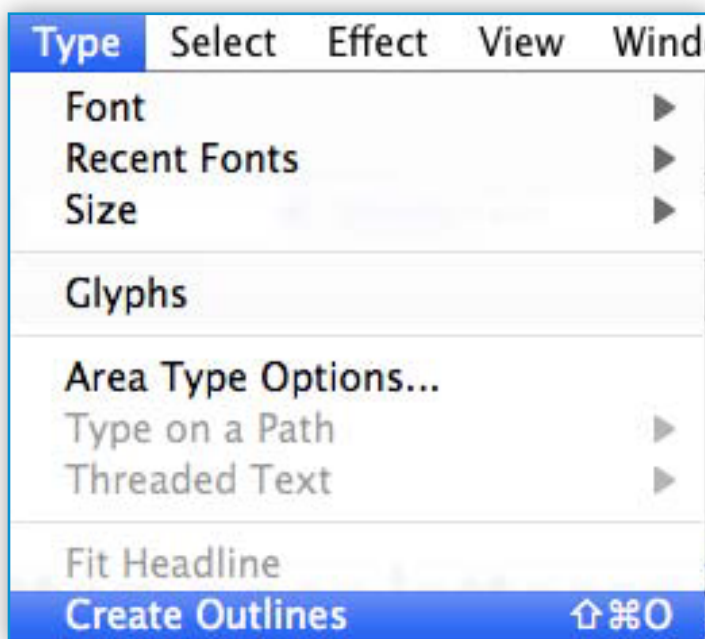 Type Select Effect View Wind
Font
Recent Fonts
Size
Glyphs
Area Type Options...
Type on a Path
Threaded Text
Fit Headline
Create Outlines ⇧⌘O